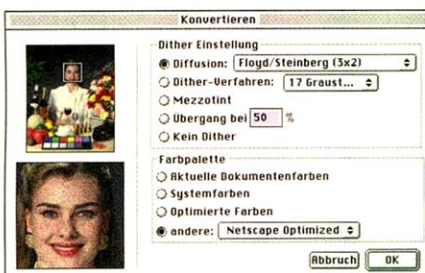 Konvertieren
Dither Einstellung
Diffusion: Floyd/Steinberg (3x2)
Dither-Verfahren: 17 Graust...
Mezzotint
Übergang bei 50 %
Kein Dither
Farbpalette
Aktuelle Dokumentenfarben
Systemfarben
Optimierte Farben
andere: Netscape Optimized
Abbruch OK